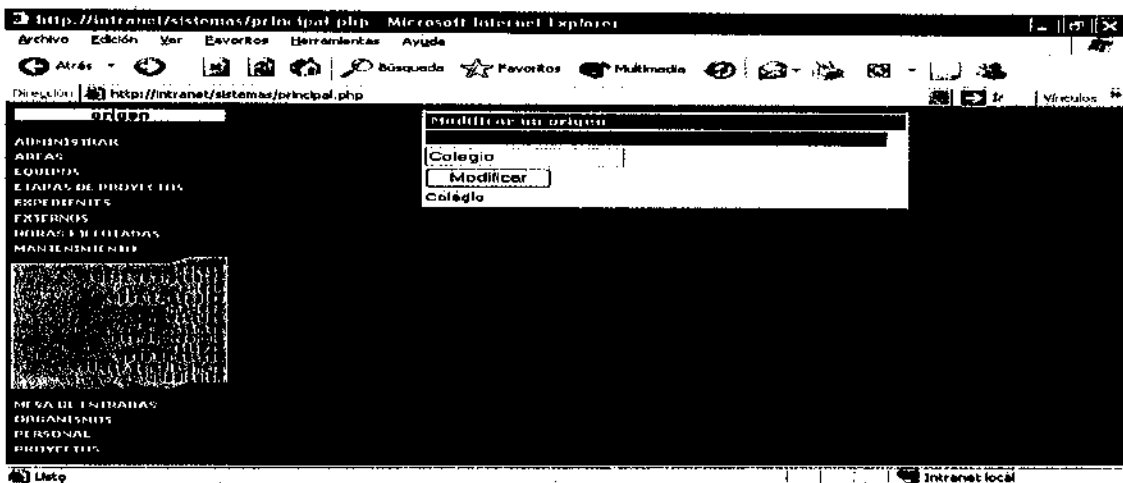 http://intranet/sistemas/principal.php - Microsoft Internet Explorer
Archivo Edición Ver Favoritos Herramientas Ayuda
Atrás Búsqueda Favoritos Multimedia
Dirección http://intranet/sistemas/principal.php Ir Vínculos
origen
ADMINISTRAR
AREAS
EQUIPOS
ETAPAS DE PROYECTOS
EXPEDIENTES
EXTERNOS
HORAS EJECUTADAS
MANTENIMIENTO
MESA DE ENTRADAS
ORGANISMOS
PERSONAL
PROYECTOS
Modificar un origen
Colegio
Modificar
Colegio
Listo Intranet local